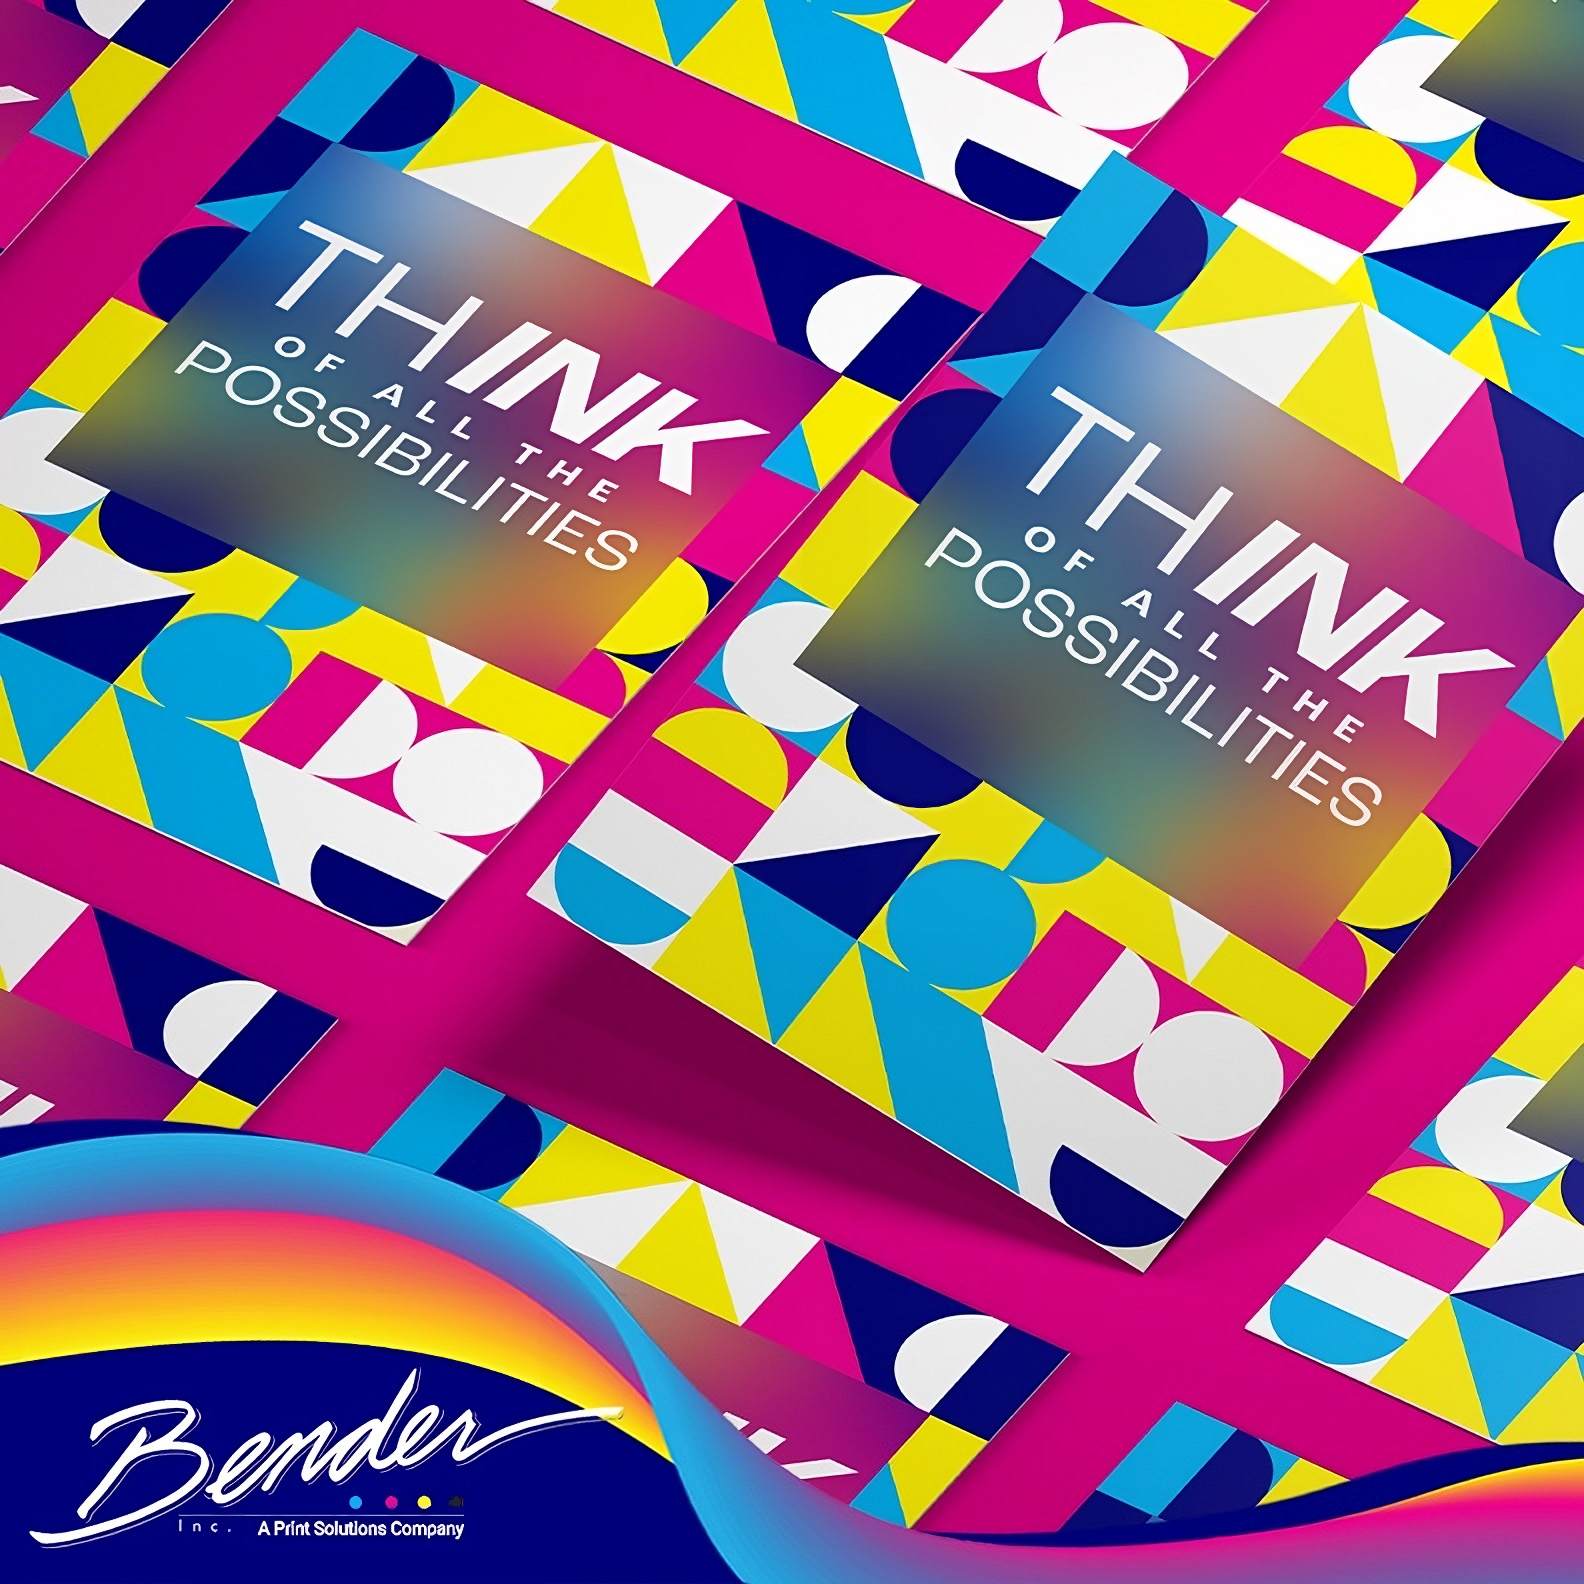 THINK
OF ALL THE
POSSIBILITIES
THINK
OF ALL THE
POSSIBILITIES
Bender
Inc. A Print Solutions Company